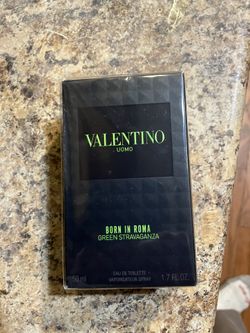 VALENTINO
UOMO
BORN IN ROMA
GREEN STRAVAGANZA
EAU DE TOILETTE
50 ml VAPORISATEUR SPRAY 1.7 FL.OZ.